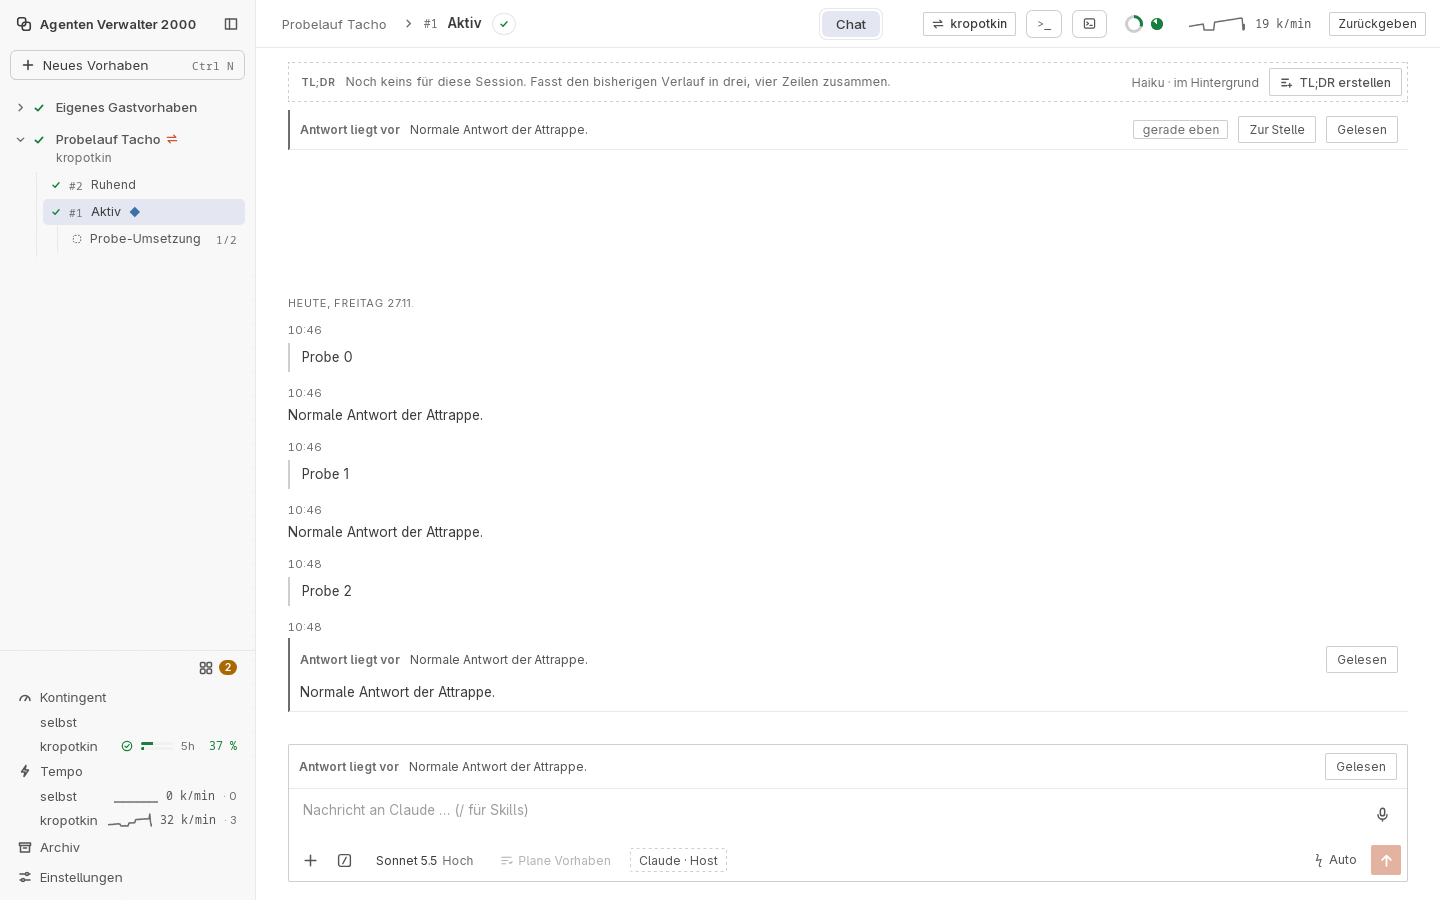 Agenten Verwalter 2000
Neues Vorhaben Ctrl N
Eigenes Gastvorhaben
Probelauf Tacho
kropotkin
#2 Ruhend
#1 Aktiv
Probe-Umsetzung 1/2
2
Kontingent
selbst
kropotkin 5h 37 %
Tempo
selbst 0 k/min · 0
kropotkin 32 k/min · 3
Archiv
Einstellungen
Probelauf Tacho #1 Aktiv Chat kropotkin >_ 19 k/min Zurückgeben
TL;DR Noch keins für diese Session. Fasst den bisherigen Verlauf in drei, vier Zeilen zusammen. Haiku · im Hintergrund TL;DR erstellen
Antwort liegt vor Normale Antwort der Attrappe. gerade eben Zur Stelle Gelesen
HEUTE, FREITAG 27.11.
10:46
Probe 0
10:46
Normale Antwort der Attrappe.
10:46
Probe 1
10:46
Normale Antwort der Attrappe.
10:48
Probe 2
10:48
Antwort liegt vor Normale Antwort der Attrappe. Gelesen
Normale Antwort der Attrappe.
Antwort liegt vor Normale Antwort der Attrappe. Gelesen
Nachricht an Claude … (/ für Skills)
Sonnet 5.5 Hoch Plane Vorhaben Claude · Host Auto